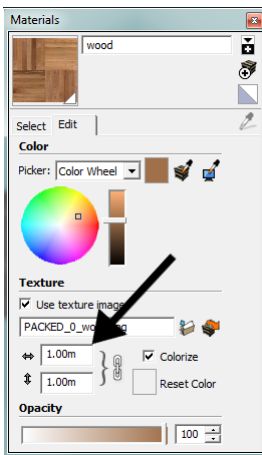 Materials
wood
Select Edit
Color
Picker: Color Wheel
Texture
Use texture image
1.00m
Colorize
1.00m
Reset Color
Opacity
100